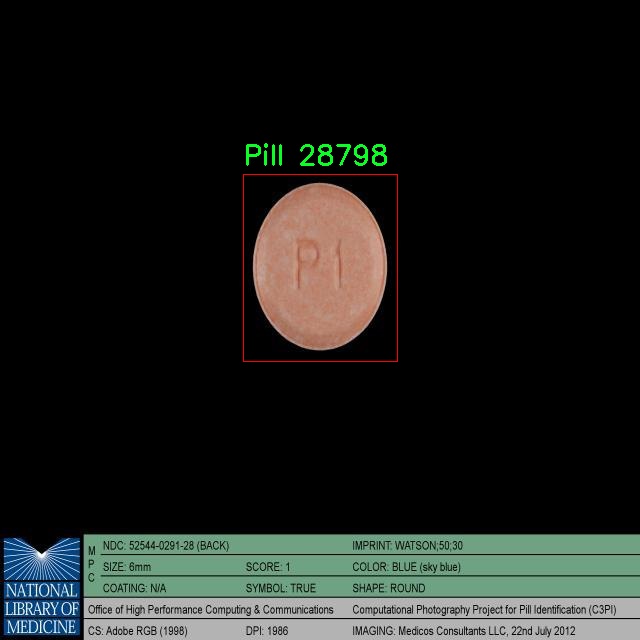 Pill 28798
P1
M P C
NDC: 52544-0291-28 (BACK)
IMPRINT: WATSON;50;30
SIZE: 6mm
SCORE: 1
COLOR: BLUE (sky blue)
COATING: N/A
SYMBOL: TRUE
SHAPE: ROUND
NATIONAL
LIBRARY OF
MEDICINE
Office of High Performance Computing & Communications
Computational Photography Project for Pill Identification (C3PI)
CS: Adobe RGB (1998)
DPI: 1986
IMAGING: Medicos Consultants LLC, 22nd July 2012